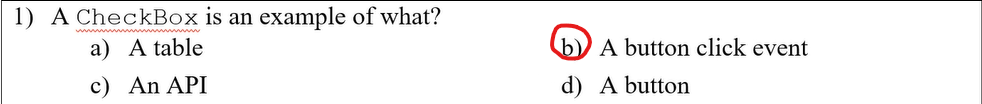 1) A CheckBox is an example of what?
a) A table b) A button click event
c) An API d) A button